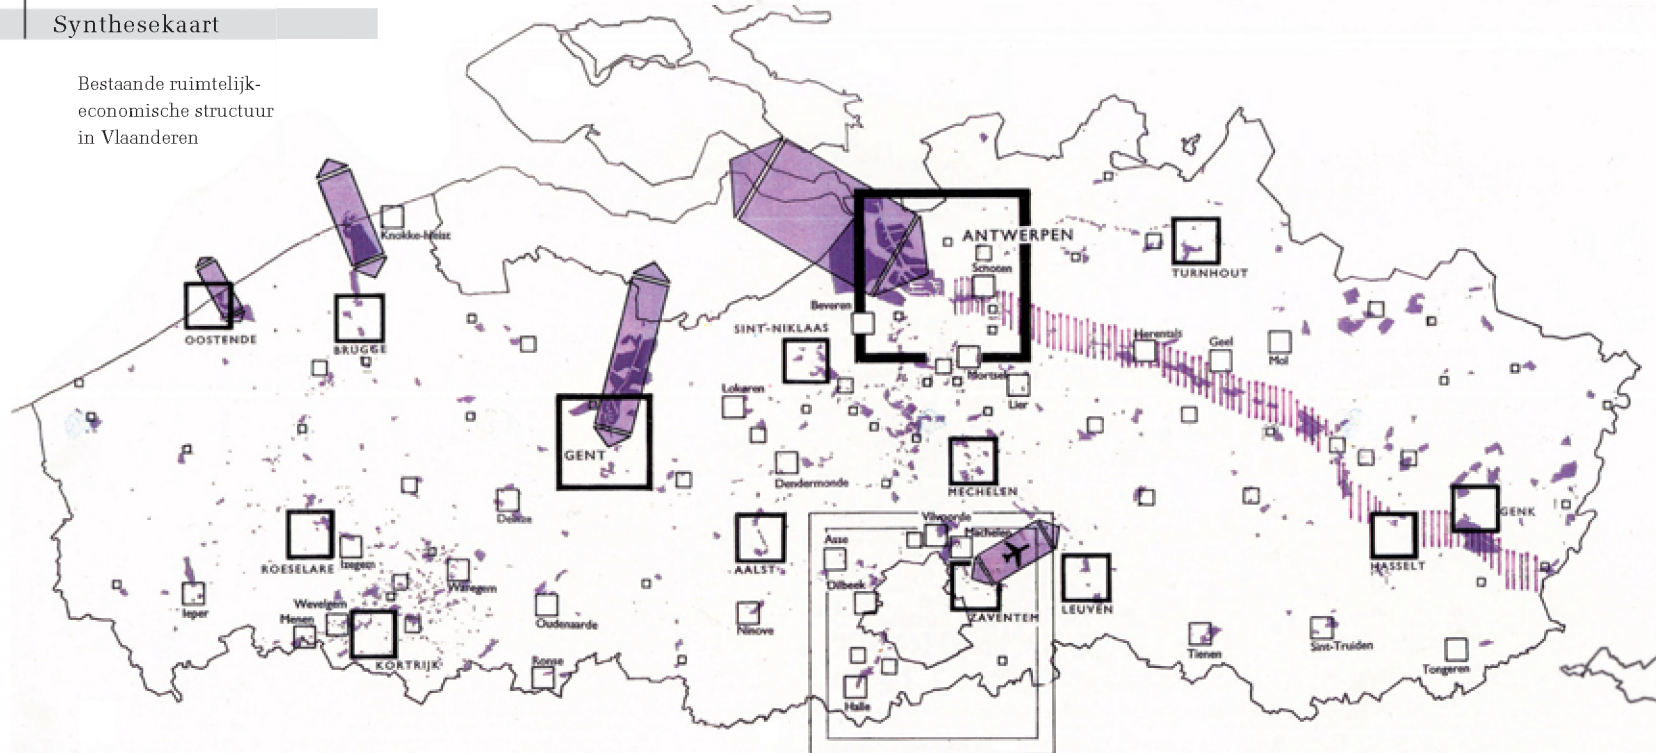 Synthesekaart
Bestaande ruimtelijk-
economische structuur
in Vlaanderen
Knokke-Heist
ANTWERPEN
Schoten
TURNHOUT
Beveren
OOSTENDE
BRUGGE
SINT-NIKLAAS
Herentals
Geel
Mol
Mortsel
Lokeren
Lier
GENT
Dendermonde
MECHELEN
Deinze
GENK
Vilvoorde
Machelen
Asse
ROESELARE
Izegem
AALST
HASSELT
Dilbeek
Waregem
Ieper
Wevelgem
Menen
Oudenaarde
Ninove
ZAVENTEM
LEUVEN
KORTRIJK
Ronse
Tienen
Sint-Truiden
Tongeren
Halle